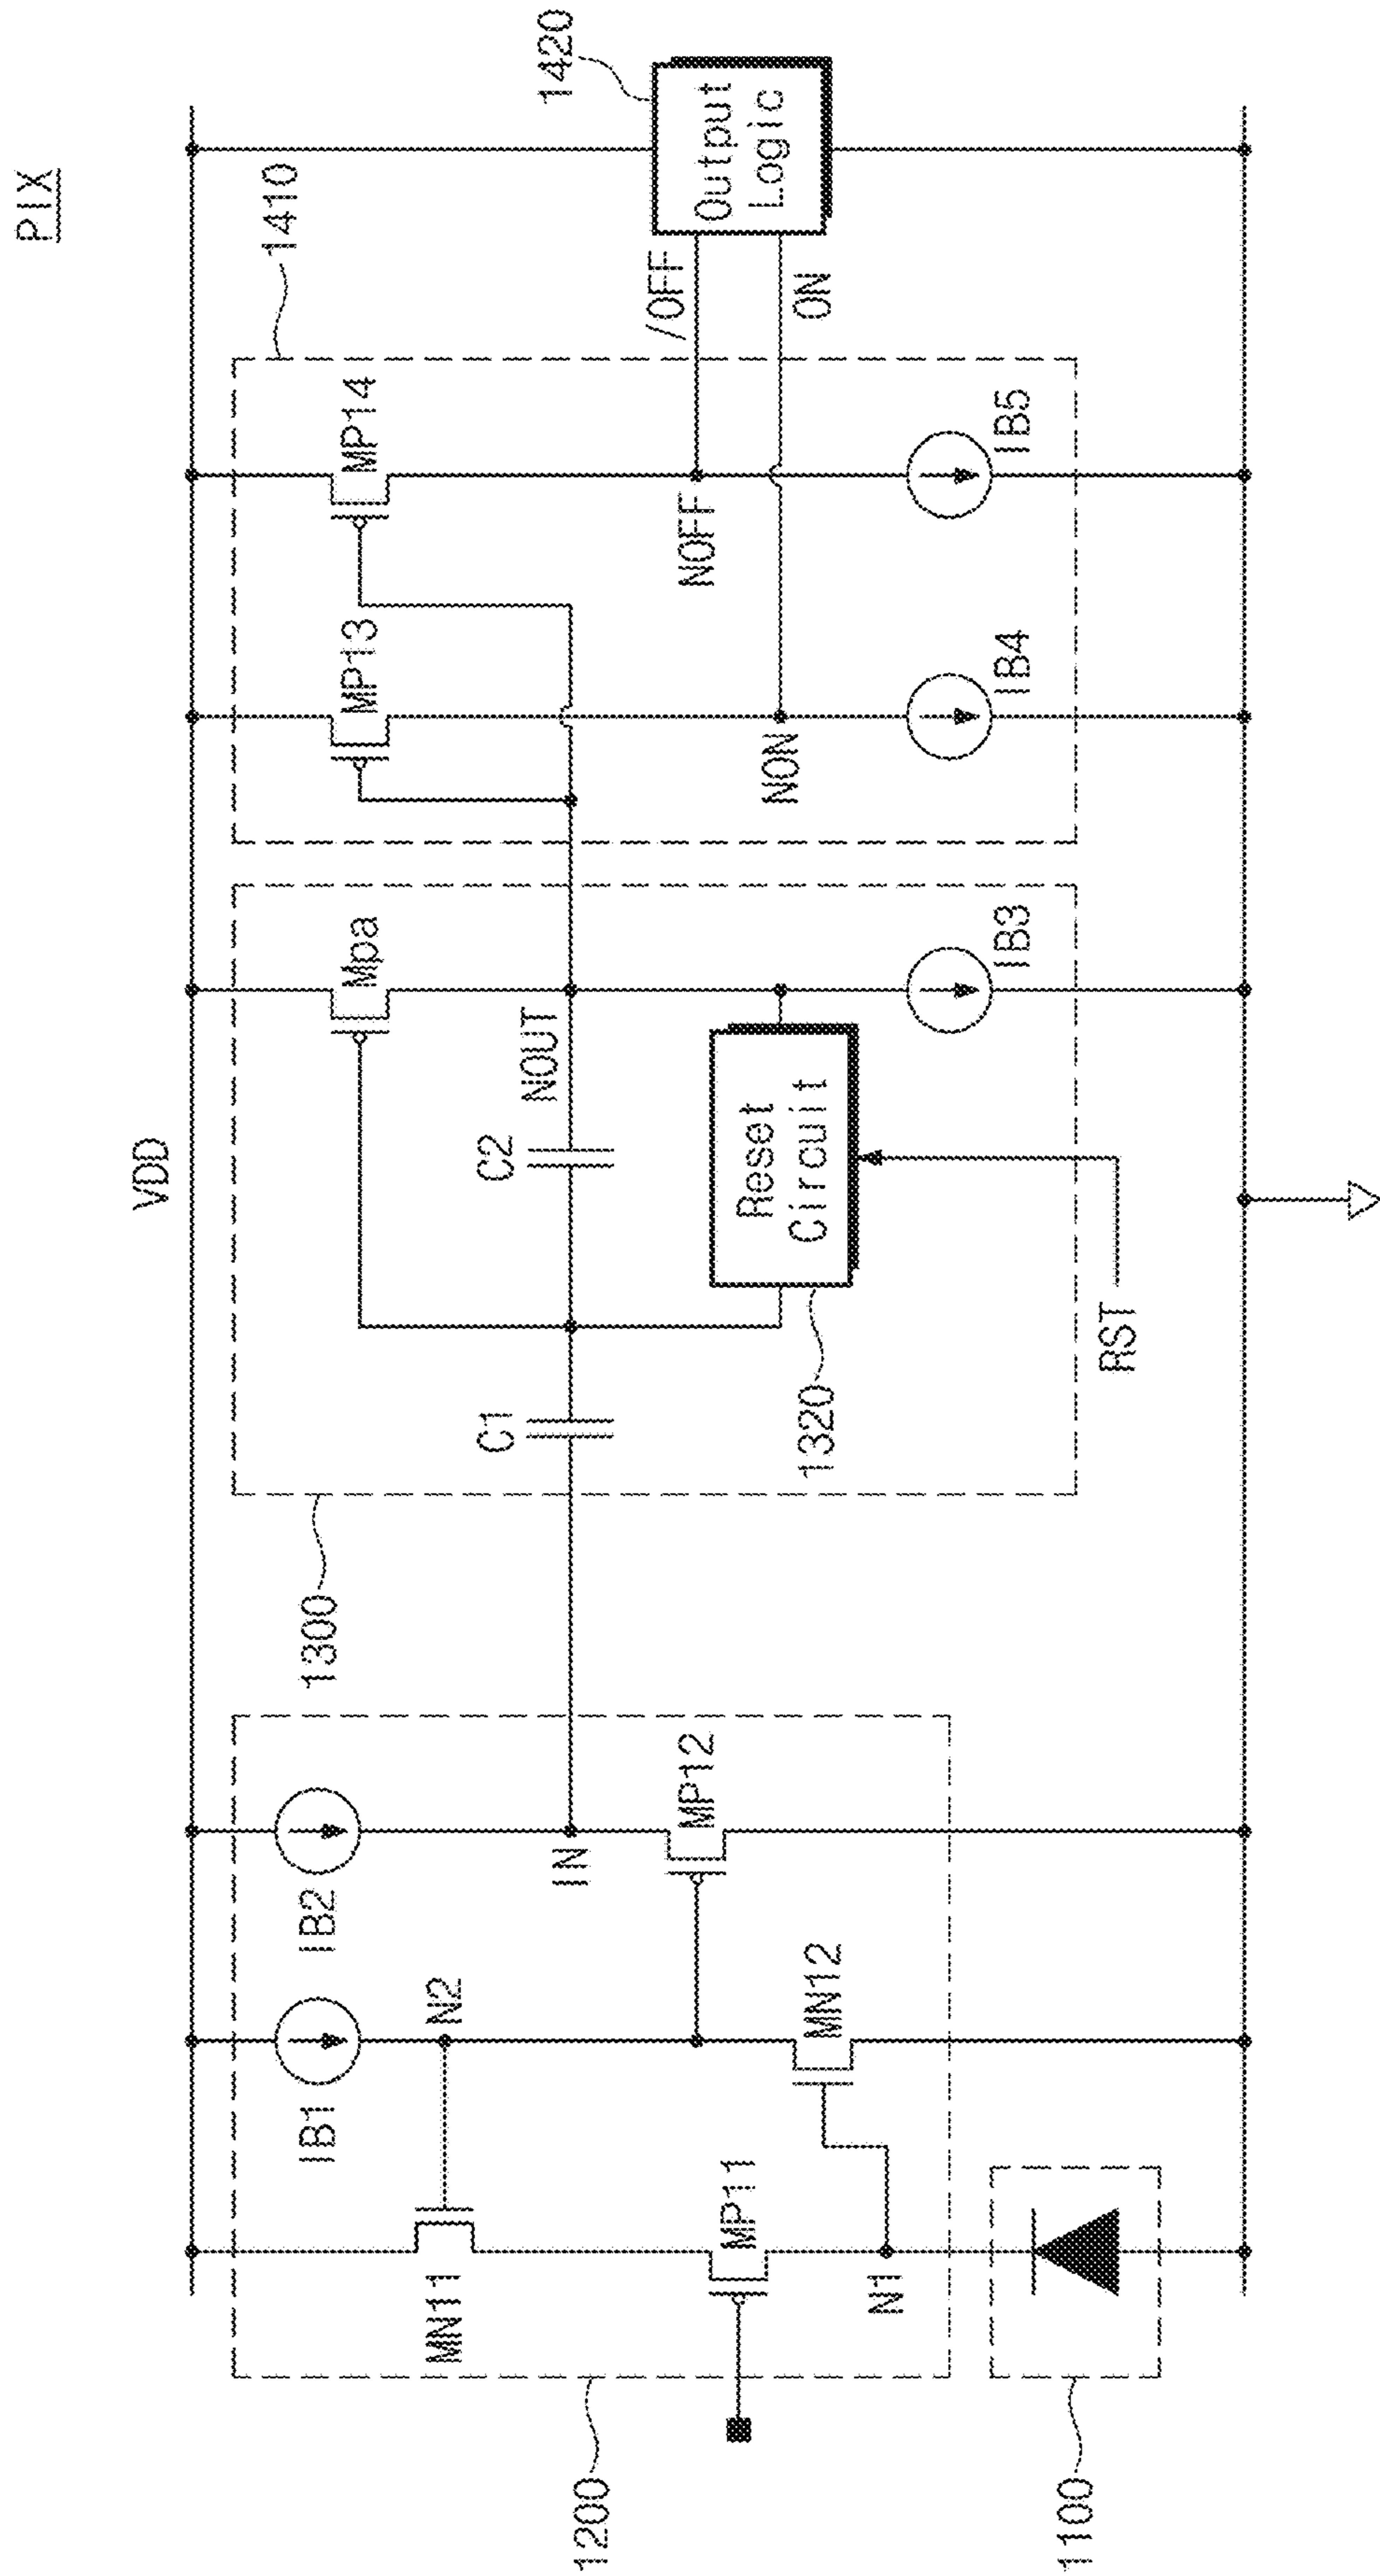 PIX
VDD
1200
1300
1410
1420
IB1
IB2
N2
MN11
MP11
MN12
N1
IN
MP12
1100
C1
C2
Mpa
NOUT
Reset
Circuit
1320
RST
IB3
MP13
MP14
NOFF
NON
/OFF
ON
IB4
IB5
Output
Logic